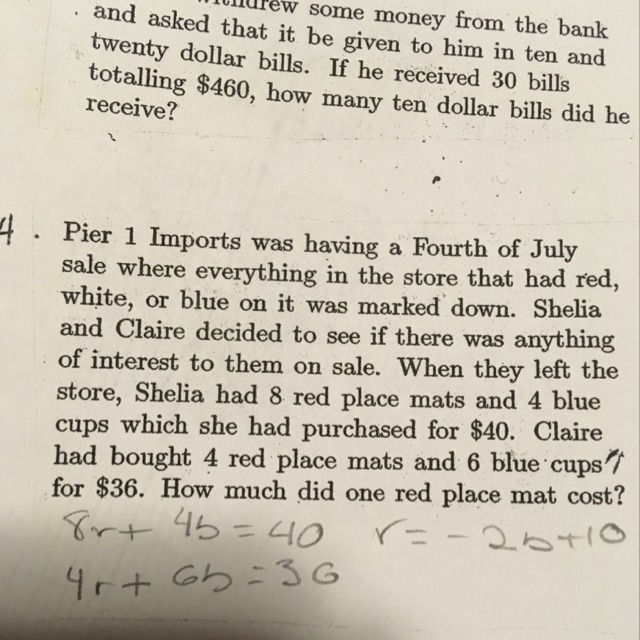 some money from the bank
and asked that it be given to him in ten and
twenty dollar bills. If he received 30 bills
totalling $460, how many ten dollar bills did he
receive?
4. Pier 1 Imports was having a Fourth of July
sale where everything in the store that had red,
white, or blue on it was marked down. Shelia
and Claire decided to see if there was anything
of interest to them on sale. When they left the
store, Shelia had 8 red place mats and 4 blue
cups which she had purchased for $40. Claire
had bought 4 red place mats and 6 blue cups
for $36. How much did one red place mat cost?
8r + 4b = 40 r = -2b+10
4r + 6b = 36